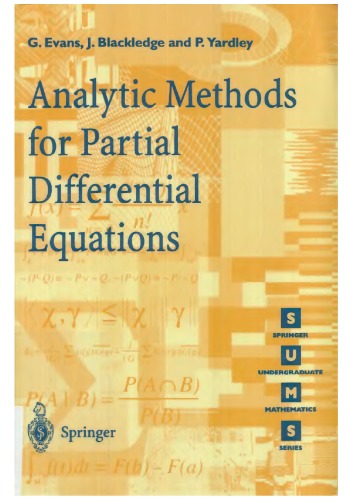 G. Evans, J. Blackledge and P. Yardley
Analytic Methods
for Partial
Differential
Equations
f(x) = Σ
n!
⟨χ, γ⟩ ≤ |χ| |γ|
P(A\B) = P(A∩B)
P(B)
∫ f(t)dt = F(b) - F(a)
S
SPRINGER
U
UNDERGRADUATE
M
MATHEMATICS
S
SERIES
Springer